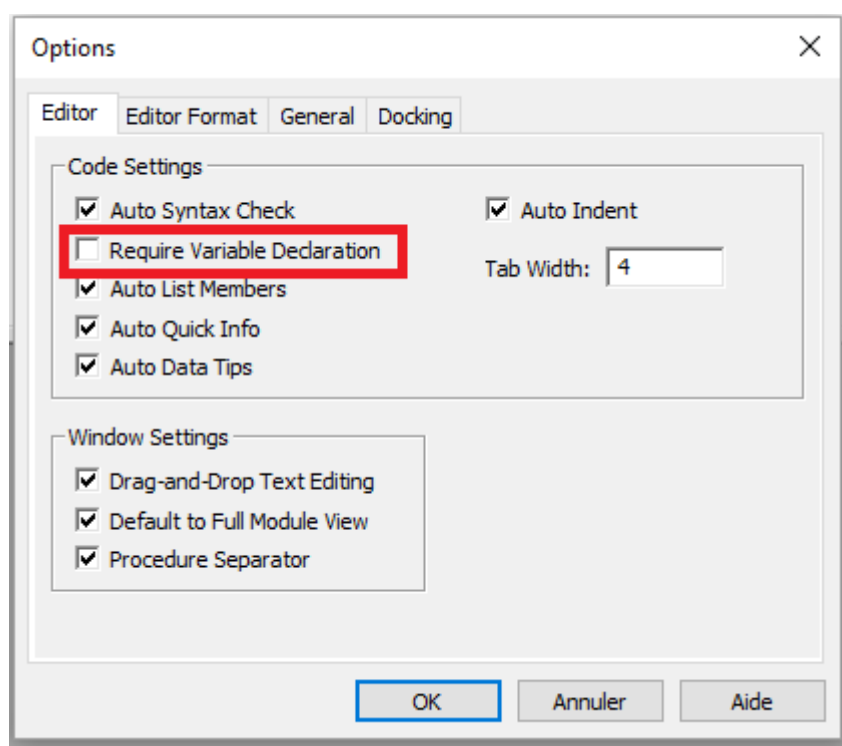 Options
Editor Editor Format General Docking
Code Settings
Auto Syntax Check Auto Indent
Require Variable Declaration
Tab Width: 4
Auto List Members
Auto Quick Info
Auto Data Tips
Window Settings
Drag-and-Drop Text Editing
Default to Full Module View
Procedure Separator
OK Annuler Aide